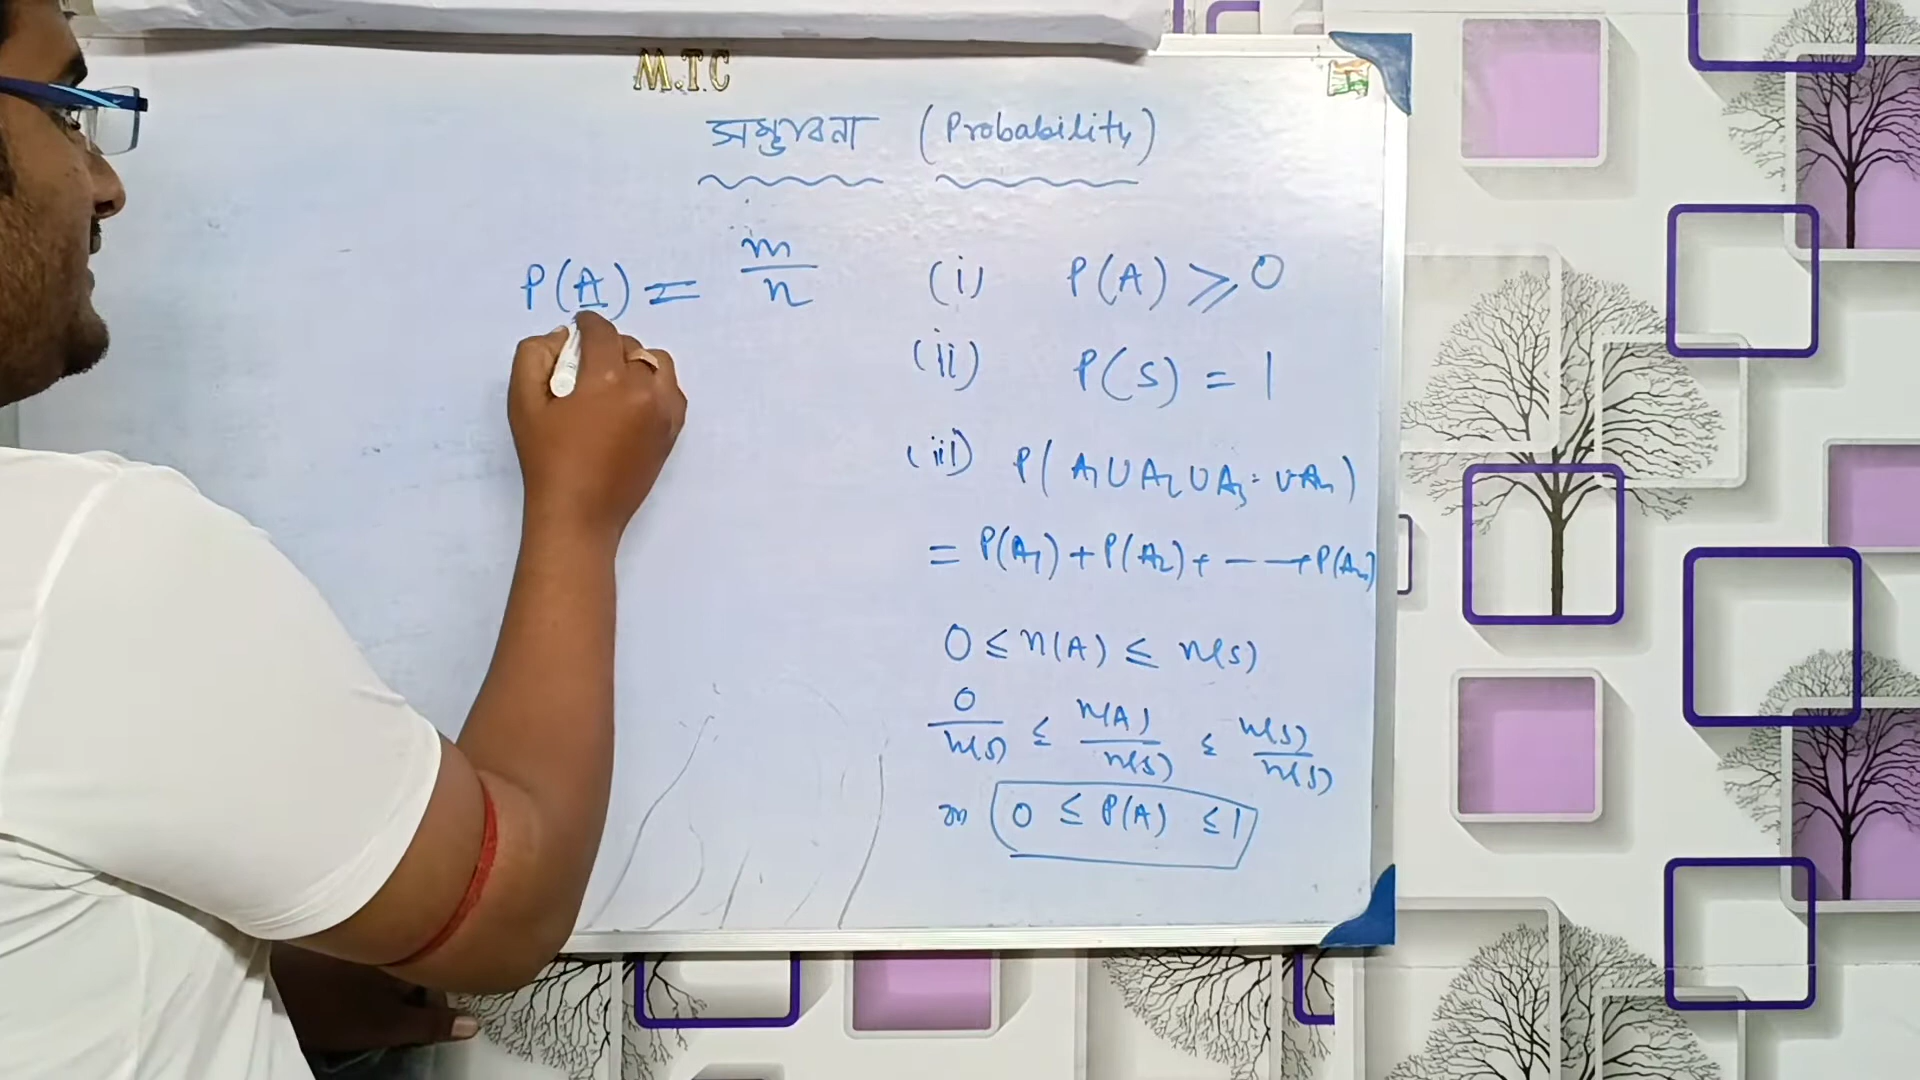 M.T.C
সম্ভাবনা (Probability)
P(A) = m/n
(i) P(A) ⩾ 0
(ii) P(S) = 1
(iii) P(A₁∪A₂∪A₃..∪Aₙ)
= P(A₁)+P(A₂)+ - - +P(Aₙ)
0 ≤ n(A) ≤ n(S)
0/n(S) ≤ n(A)/n(S) ≤ n(S)/n(S)
বা 0 ≤ P(A) ≤ 1